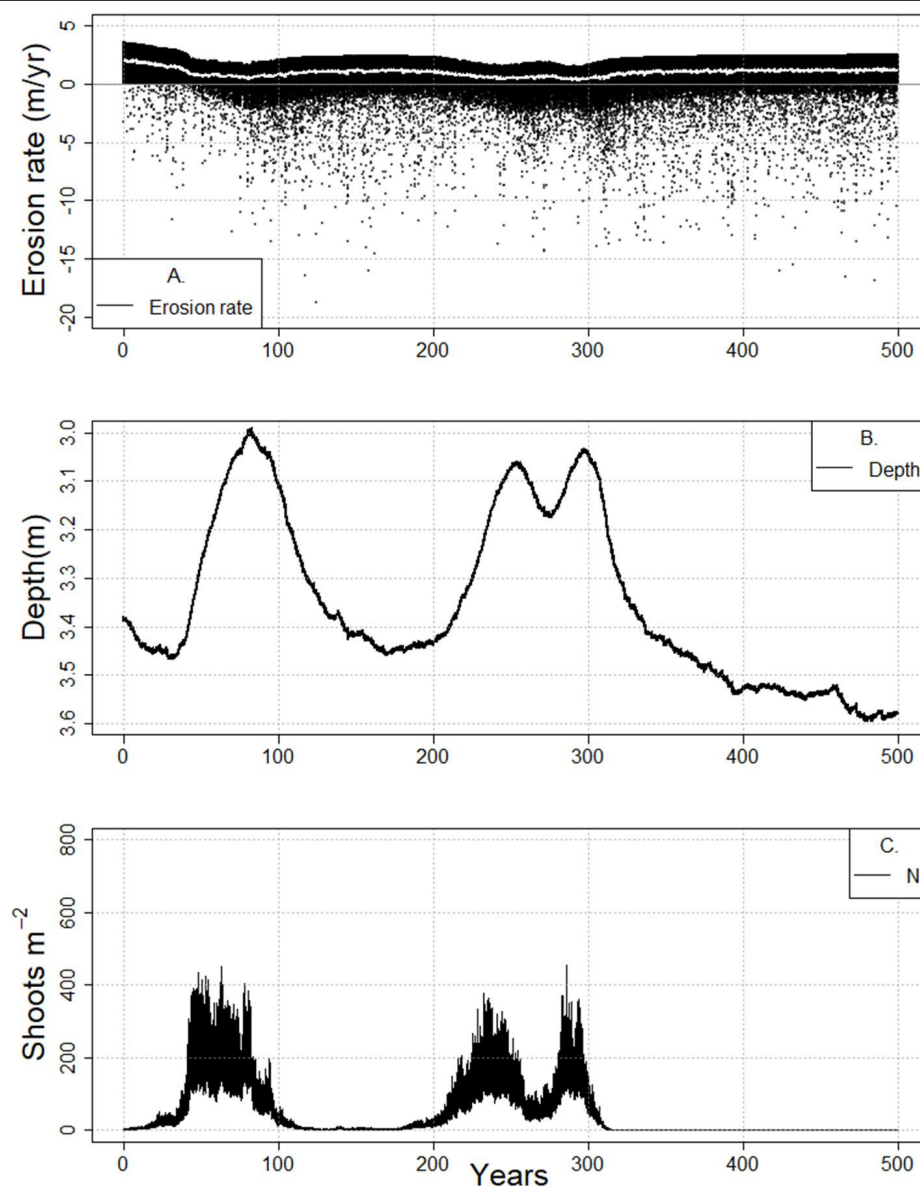 Erosion rate (m/yr)
5
0
-5
-10
-15
-20
A.
Erosion rate
0 100 200 300 400 500
Depth(m)
3.0
3.1
3.2
3.3
3.4
3.5
3.6
B.
Depth
0 100 200 300 400 500
Shoots m⁻²
800
600
400
200
0
C.
N
0 100 200 300 400 500
Years